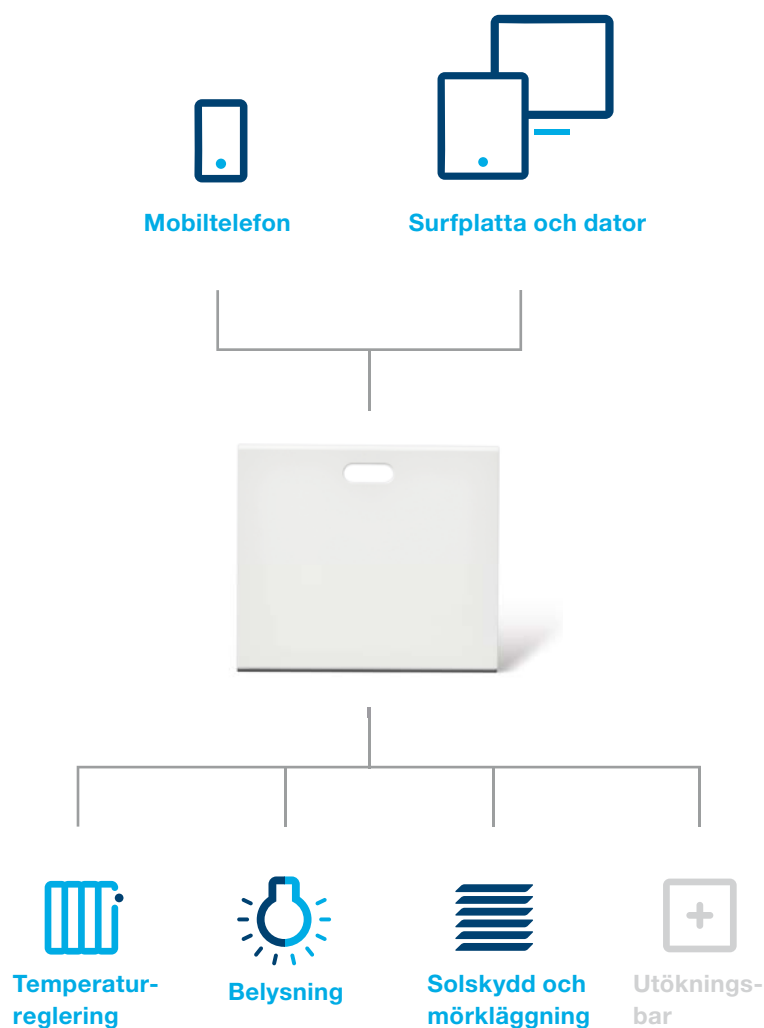 Mobiltelefon
Surfplatta och dator
Temperatur-
reglering
Belysning
Solskydd och
mörkläggning
Utöknings-
bar